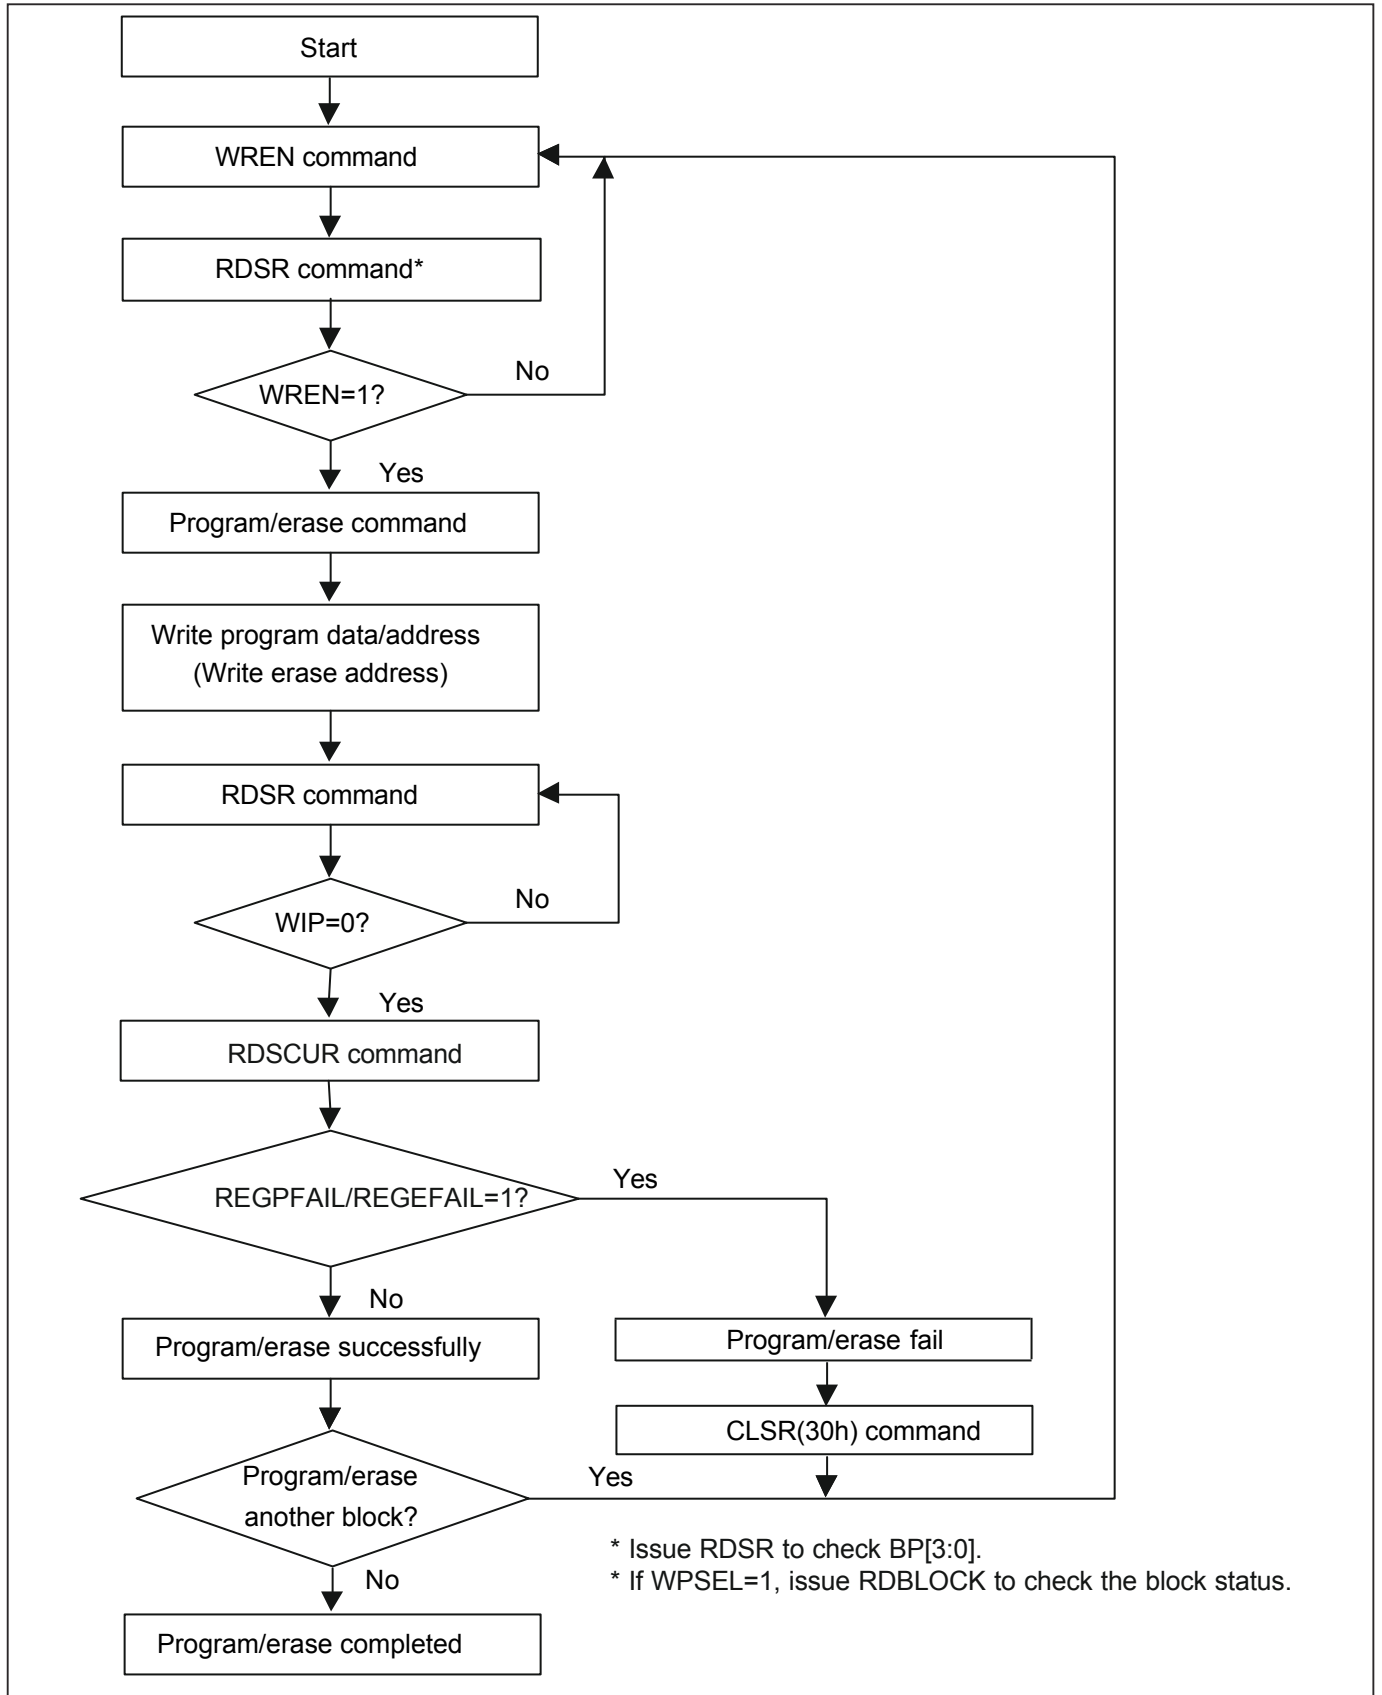 Start
WREN command
RDSR command*
WREN=1?
No
Yes
Program/erase command
Write program data/address
(Write erase address)
RDSR command
WIP=0?
No
Yes
RDSCUR command
REGPFAIL/REGEFAIL=1?
Yes
No
Program/erase successfully
Program/erase fail
CLSR(30h) command
Program/erase
another block?
Yes
No
* Issue RDSR to check BP[3:0].
* If WPSEL=1, issue RDBLOCK to check the block status.
Program/erase completed